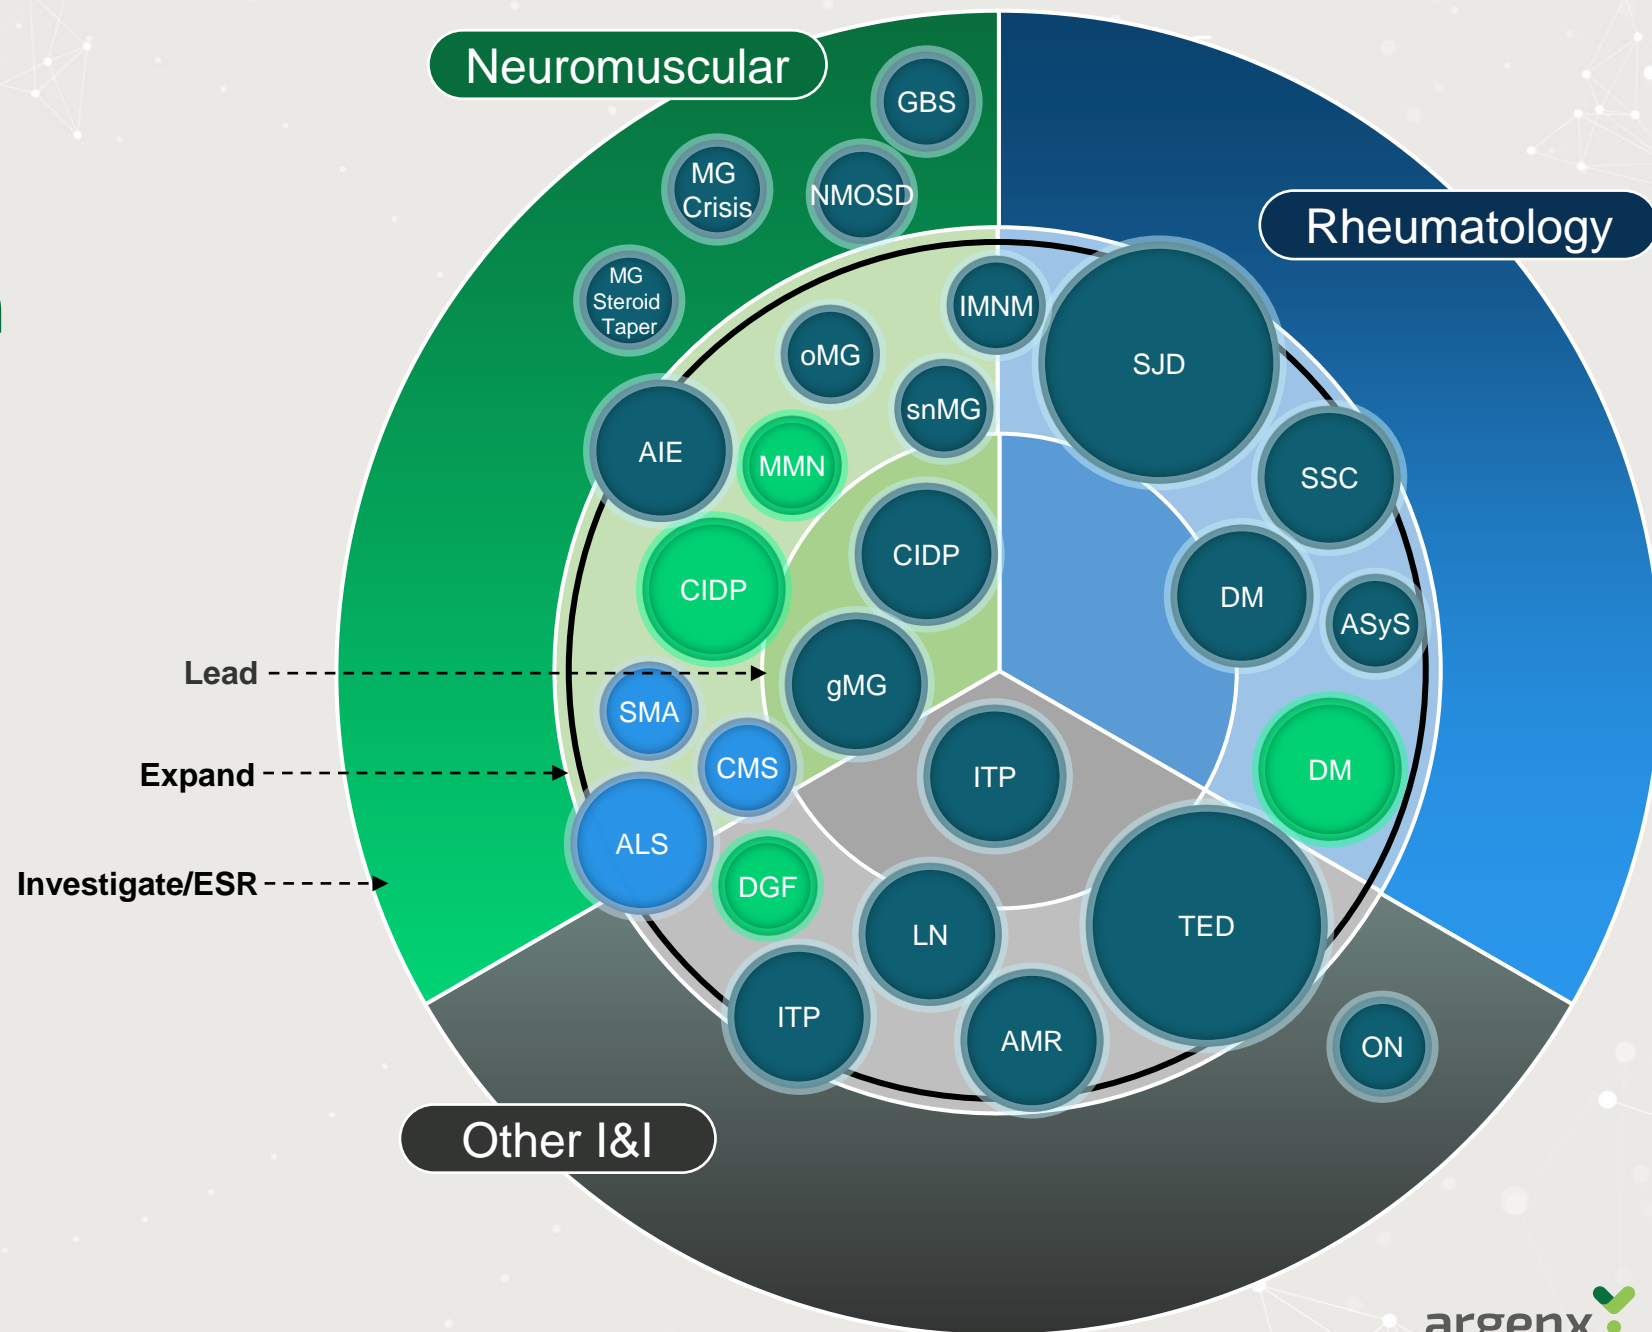 Neuromuscular
GBS
MG
Crisis
NMOSD
Rheumatology
MG
Steroid
Taper
IMNM
oMG
SJD
snMG
AIE
MMN
SSC
CIDP
CIDP
DM
ASyS
Lead
gMG
SMA
CMS
ITP
DM
Expand
ALS
DGF
Investigate/ESR
LN
TED
ITP
AMR
ON
Other I&I
argenx